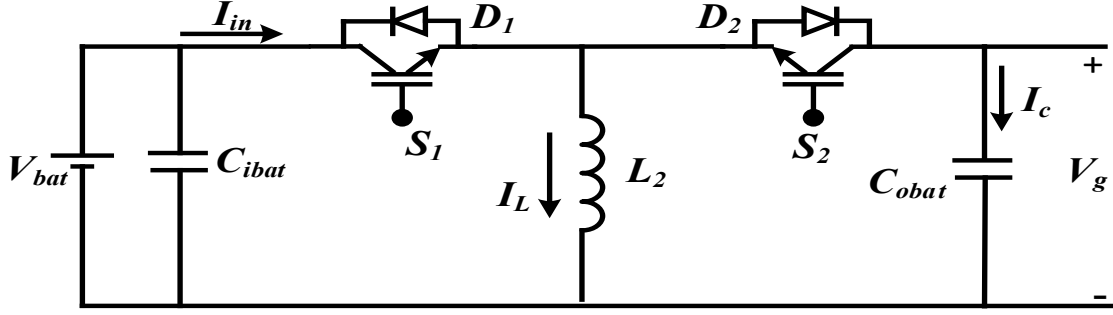 I_in
D_1
D_2
+
I_c
S_1
S_2
V_bat
C_ibat
I_L
L_2
C_obat
V_g
-